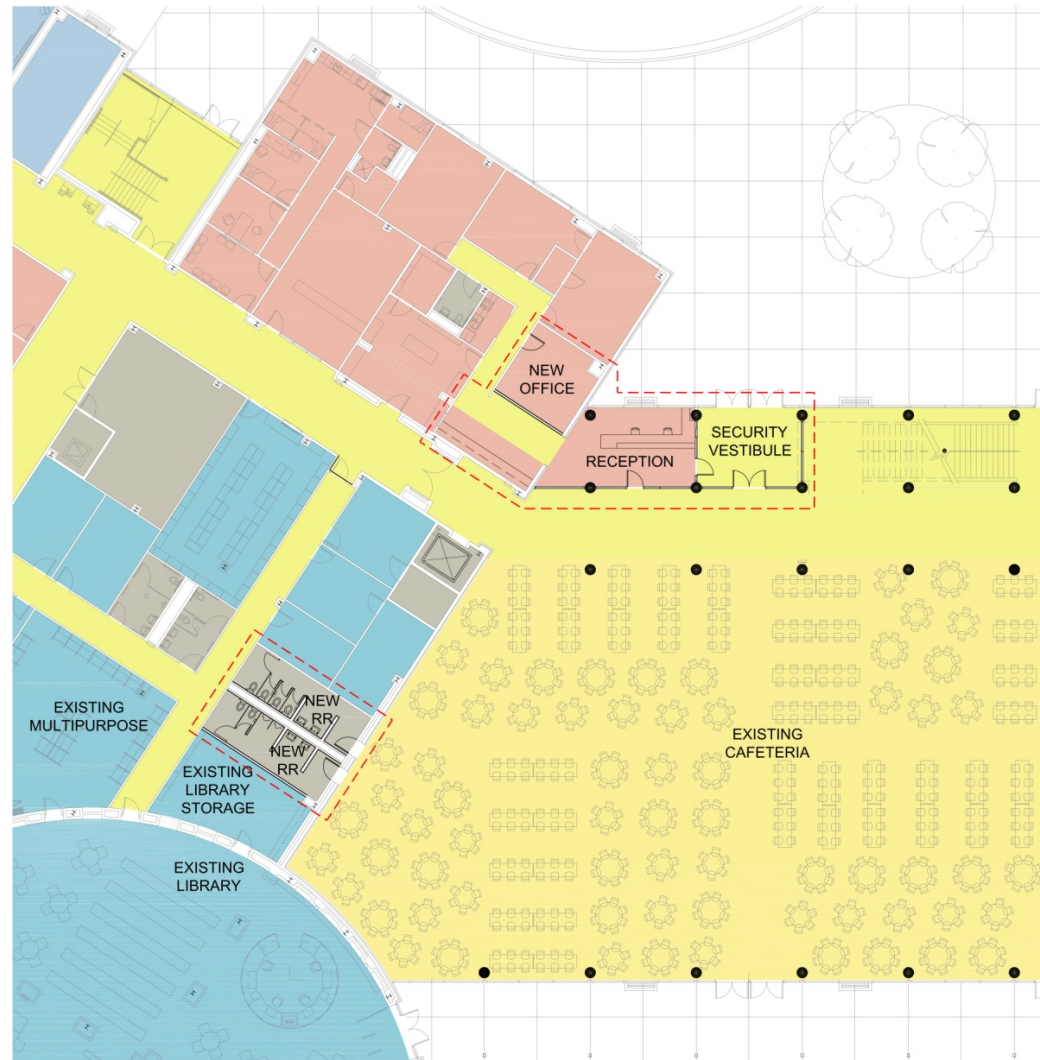 NEW
OFFICE
SECURITY
VESTIBULE
RECEPTION
NEW
RR
NEW
RR
EXISTING
MULTIPURPOSE
EXISTING
CAFETERIA
EXISTING
LIBRARY
STORAGE
EXISTING
LIBRARY